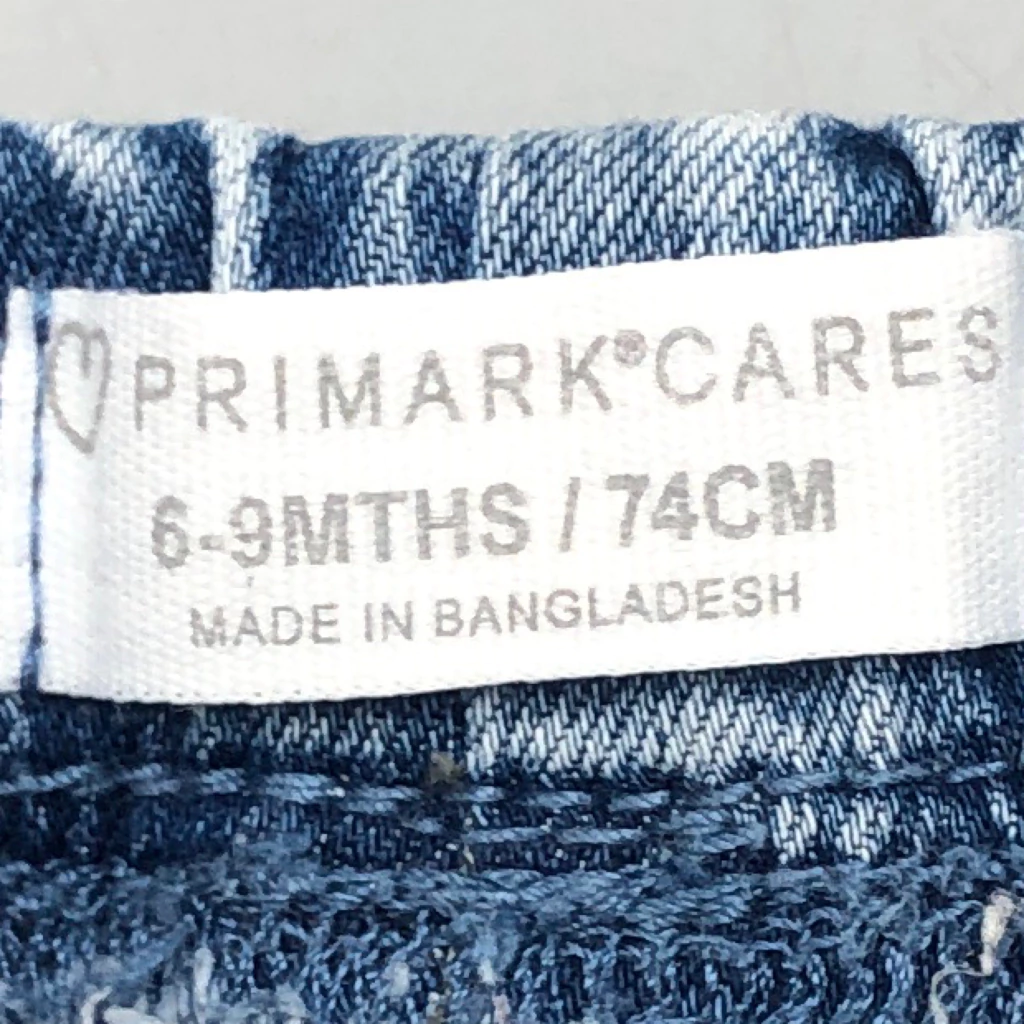 PRIMARK®CARES
6-9MTHS / 74CM
MADE IN BANGLADESH